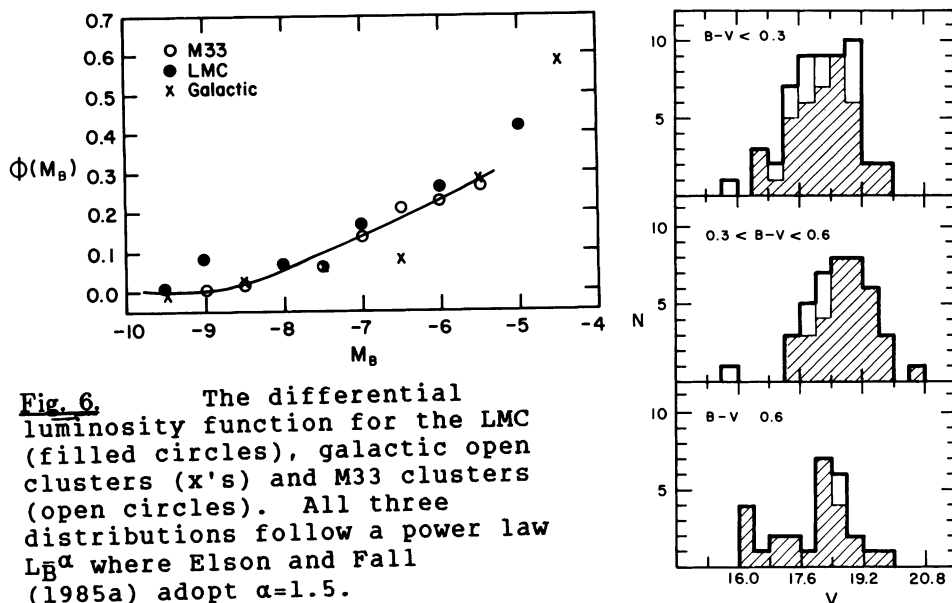 0.7
0.6
0.5
0.4
0.3
0.2
0.1
0.0
Φ(M_B)
○ M33
● LMC
x Galactic
-10 -9 -8 -7 -6 -5 -4
M_B
Fig. 6. The differential
luminosity function for the LMC
(filled circles), galactic open
clusters (x's) and M33 clusters
(open circles). All three
distributions follow a power law
L_B^-α where Elson and Fall
(1985a) adopt α=1.5.
B-V < 0.3
10
5
0.3 < B-V < 0.6
10
5
N
B-V 0.6
10
5
16.0 17.6 19.2 20.8
V